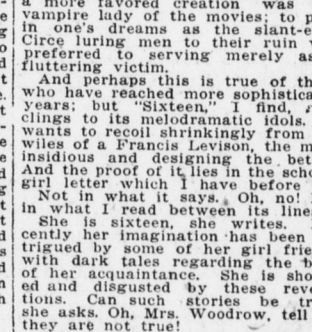 a more favored creation was
vampire lady of the movies; to p
in one's dreams as the slant-e
Circe luring men to their ruin
preferred to serving merely as
fluttering victim.
And perhaps this is true of th
who have reached more sophistica
years; but "Sixteen," I find,
clings to its melodramatic idols.
wants to recoil shrinkingly from
wiles of a Francis Levison, the m
insidious and designing the bet
And the proof of it lies in the scho
girl letter which I have before
Not in what it says. Oh, no!
in what I read between its line
She is sixteen, she writes.
cently her imagination has been
trigued by some of her girl frie
with dark tales regarding the b
of her acquaintance. She is sho
ed and disgusted by these reve
tions. Can such stories be tr
she asks. Oh, Mrs. Woodrow, tell
they are not true!